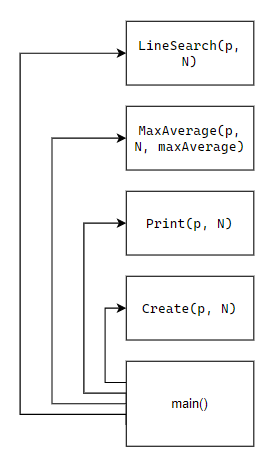 LineSearch(p,
N)
MaxAverage(p,
N, maxAverage)
Print(p, N)
Create(p, N)
main()